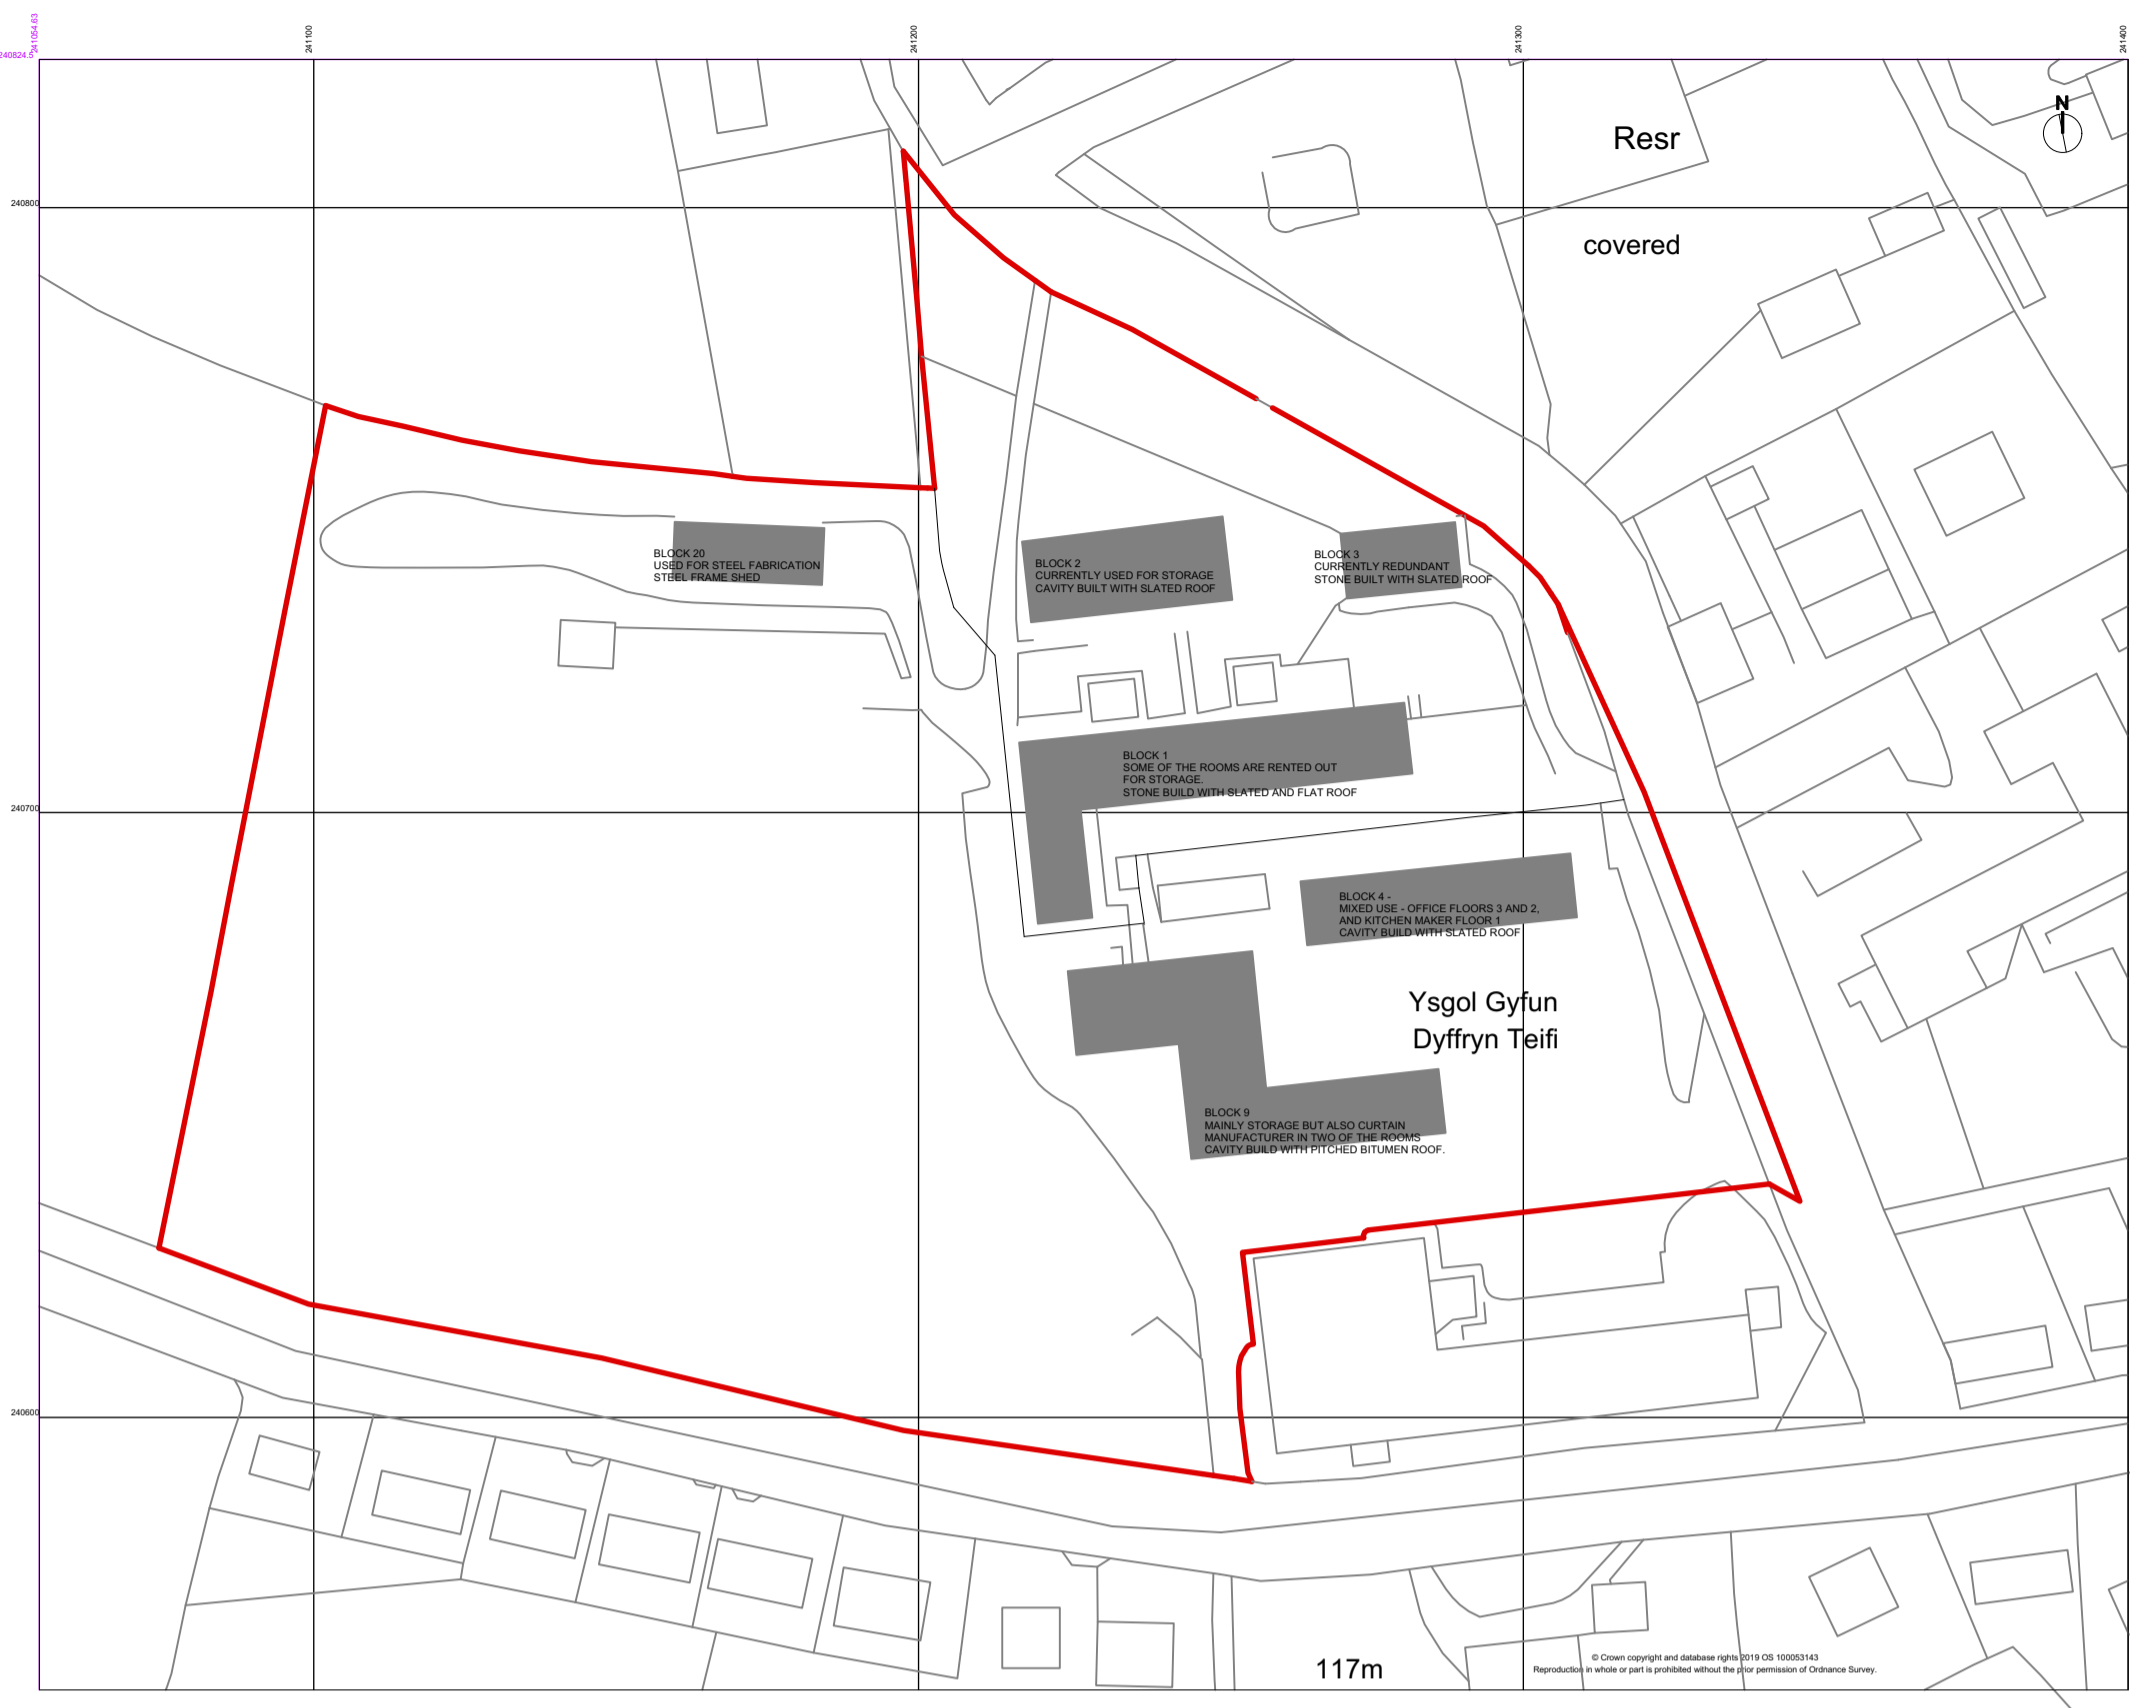 241054.63
240824.5
241100
241200
241300
241400
N
Resr
240800
covered
BLOCK 20
USED FOR STEEL FABRICATION
STEEL FRAME SHED
BLOCK 2
CURRENTLY USED FOR STORAGE
CAVITY BUILT WITH SLATED ROOF
BLOCK 3
CURRENTLY REDUNDANT
STONE BUILT WITH SLATED ROOF
BLOCK 1
SOME OF THE ROOMS ARE RENTED OUT
FOR STORAGE.
STONE BUILD WITH SLATED AND FLAT ROOF
240700
BLOCK 4 -
MIXED USE - OFFICE FLOORS 3 AND 2,
AND KITCHEN MAKER FLOOR 1
CAVITY BUILD WITH SLATED ROOF
Ysgol Gyfun
Dyffryn Teifi
BLOCK 9
MAINLY STORAGE BUT ALSO CURTAIN
MANUFACTURER IN TWO OF THE ROOMS
CAVITY BUILD WITH PITCHED BITUMEN ROOF.
240600
117m
© Crown copyright and database rights 2019 OS 100053143
Reproduction in whole or part is prohibited without the prior permission of Ordnance Survey.